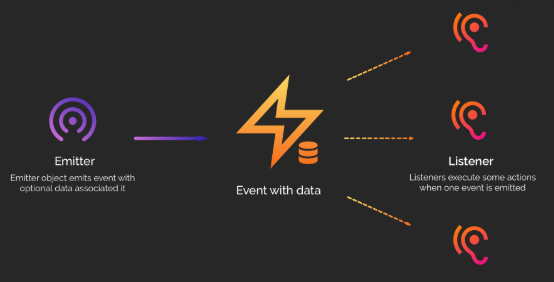 Emitter
Emitter object emits event with
optional data associated it
Event with data
Listener
Listeners execute some actions
when one event is emitted